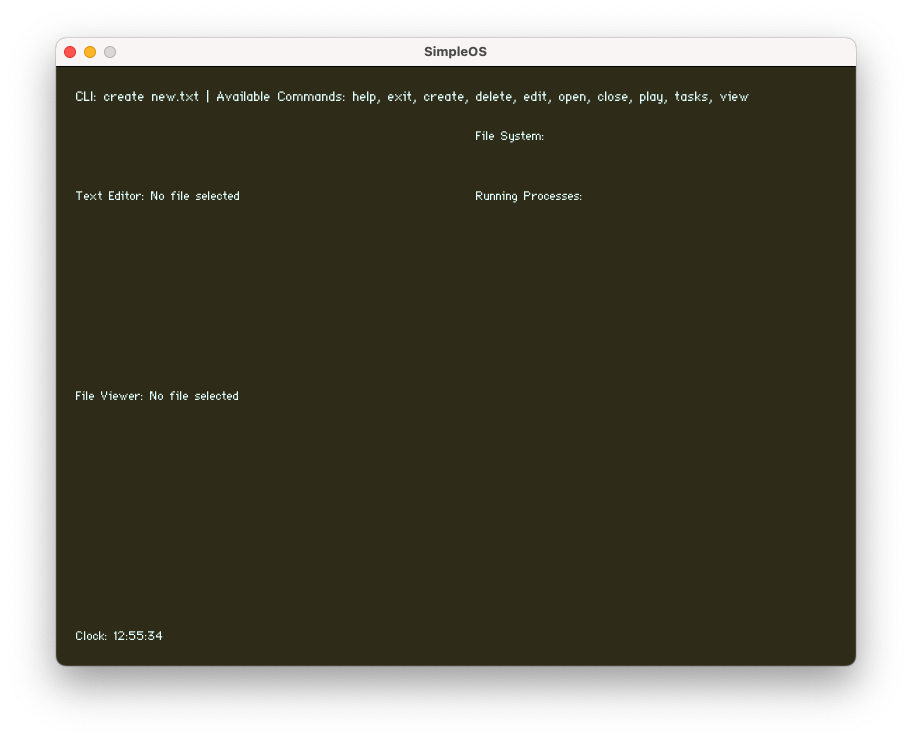 SimpleOS
CLI: create new.txt | Available Commands: help, exit, create, delete, edit, open, close, play, tasks, view
File System:
Text Editor: No file selected
Running Processes:
File Viewer: No file selected
Clock: 12:55:34